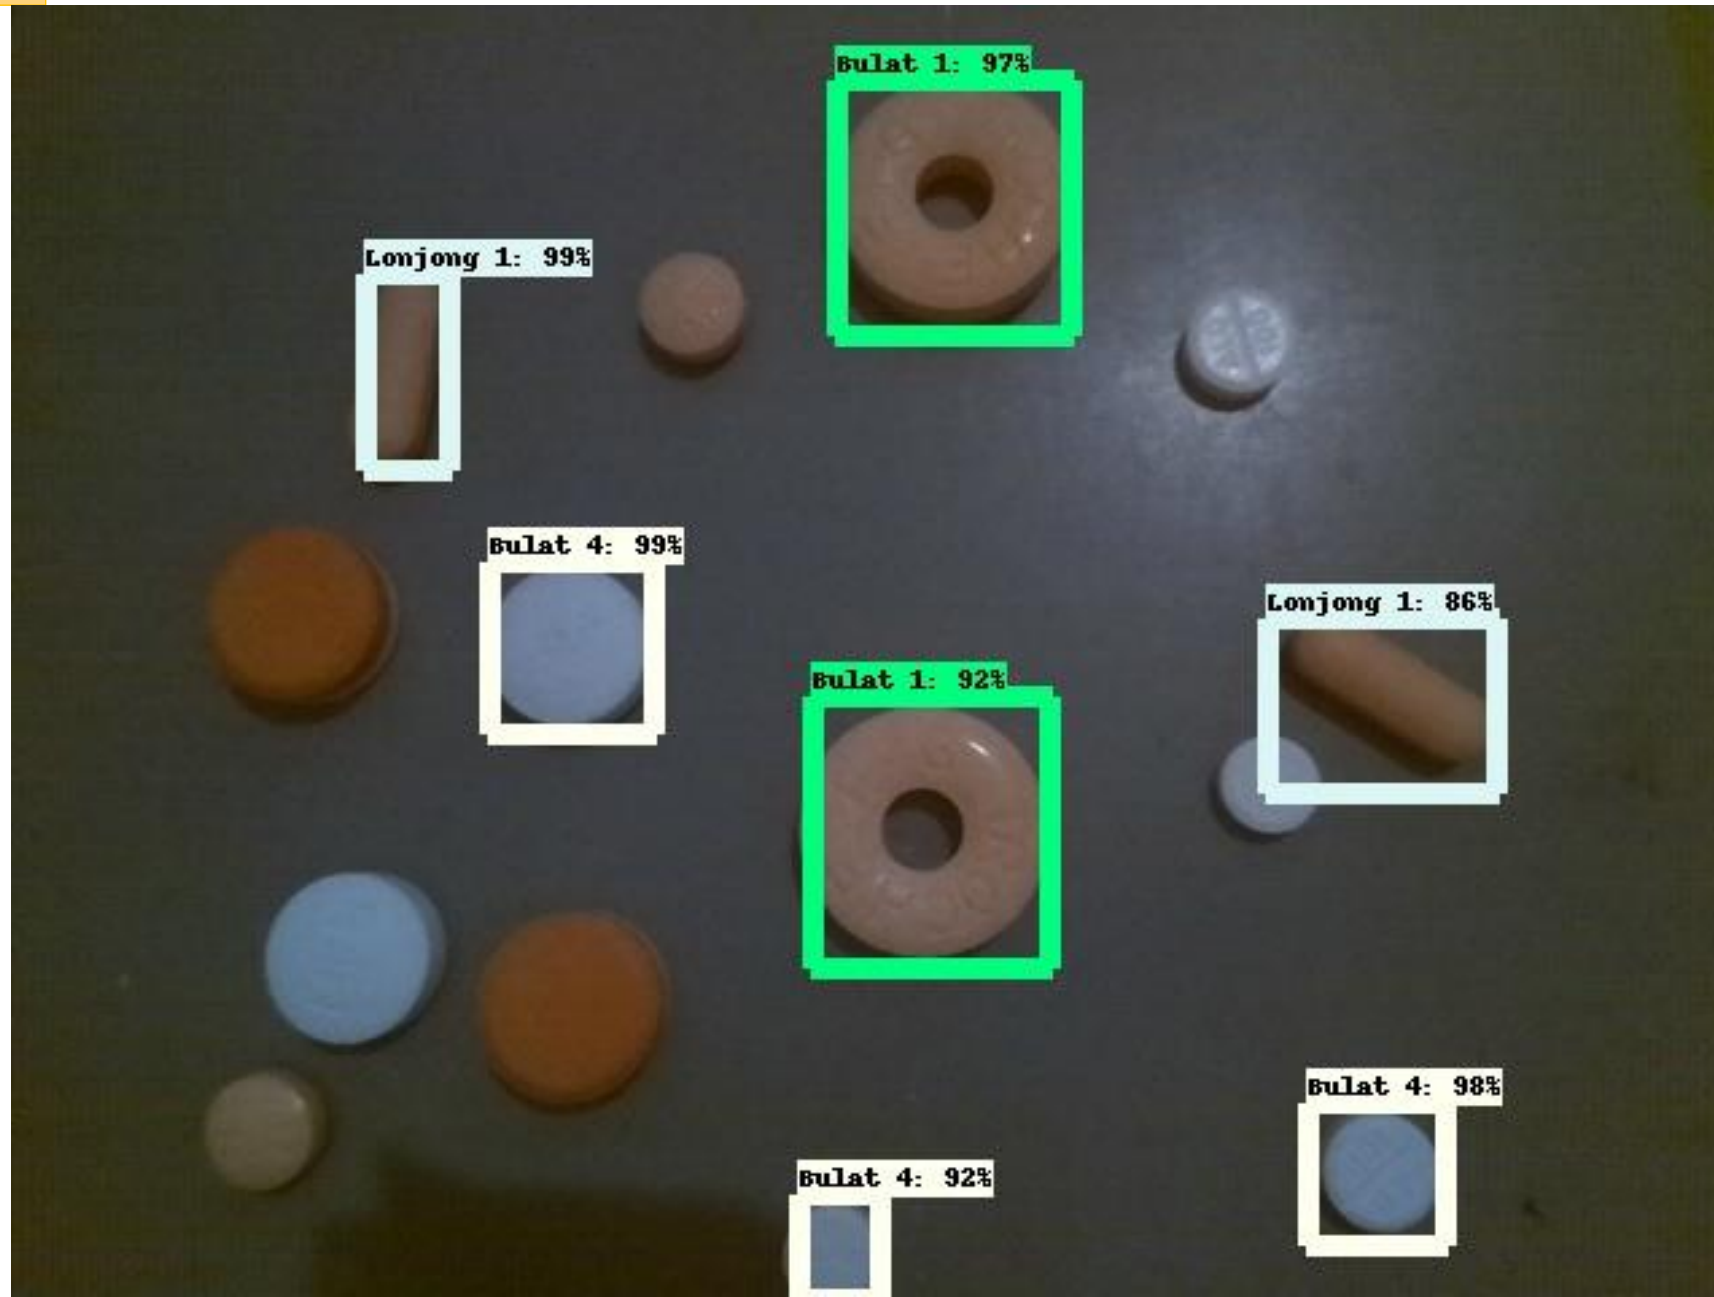 Bulat 1: 97%
Lonjong 1: 99%
Bulat 4: 99%
Lonjong 1: 86%
Bulat 1: 92%
Bulat 4: 98%
Bulat 4: 92%